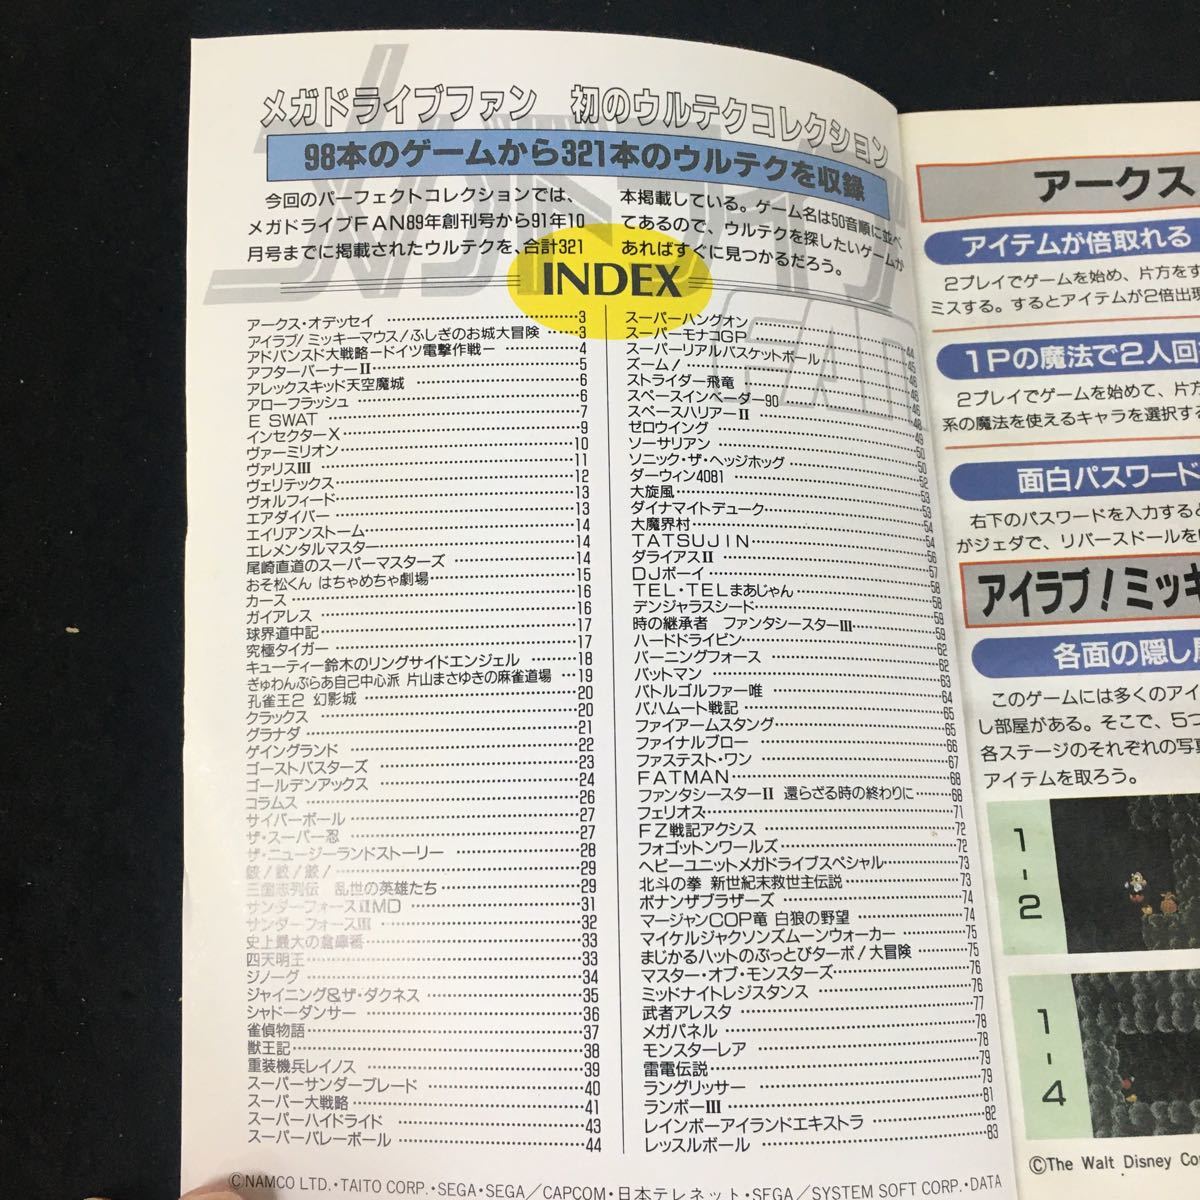 メガドライブファン 初のウルテクコレクション
98本のゲームから321本のウルテクを収録
今回のパーフェクトコレクションでは、
メガドライブFAN89年創刊号から91年10
月号までに掲載されたウルテクを、合計321
本掲載している。ゲーム名は50音順に並べ
てあるので、ウルテクを探したいゲームが
あればすぐに見つかるだろう。
INDEX
アークス・オデッセイ 3
アイラブ!ミッキーマウス/ふしぎのお城大冒険 3
アドバンスド大戦略－ドイツ電撃作戦－ 4
アフターバーナーII 5
アレックスキッド天空魔城 6
アローフラッシュ 6
E SWAT 7
インセクターX 9
ヴァーミリオン 10
ヴァリスIII 11
ヴェリテックス 12
ヴォルフィード 13
エアダイバー 13
エイリアンストーム 14
エレメンタルマスター 14
尾崎直道のスーパーマスターズ 14
おそ松くん はちゃめちゃ劇場 15
カース 16
ガイアレス 16
球界道中記 17
究極タイガー 17
キューティー鈴木のリングサイドエンジェル 18
ぎゅわんぶらあ自己中心派 片山まさゆきの麻雀道場 19
孔雀王2 幻影城 20
クラックス 20
グラナダ 21
ゲイングランド 22
ゴーストバスターズ 23
ゴールデンアックス 24
コラムス 26
サイバーボール 27
ザ・スーパー忍 27
ザ・ニュージーランドストーリー 28
鮫!鮫!鮫! 29
三国志列伝 乱世の英雄たち 29
サンダーフォースIIMD 31
サンダーフォースIII 32
史上最大の倉庫番 33
四天明王 33
ジノーグ 34
シャイニング&ザ・ダクネス 35
シャドーダンサー 36
雀偵物語 37
獣王記 38
重装機兵レイノス 39
スーパーサンダーブレード 40
スーパー大戦略 41
スーパーハイドライド 43
スーパーバレーボール 44
スーパーハングオン
スーパーモナコGP 44
スーパーリアルバスケットボール 45
ズーム! 46
ストライダー飛竜 46
スペースインベーダー90 46
スペースハリアーII 48
ゼロウイング 49
ソーサリアン 50
ソニック・ザ・ヘッジホッグ 50
ダーウィン4081 52
大旋風 53
ダイナマイトデューク 53
大魔界村 54
TATSUJIN 54
ダライアスII 56
DJボーイ 57
TEL・TELまあじゃん 58
デンジャラスシード 58
時の継承者 ファンタシースターIII 59
ハードドライビン 59
バーニングフォース 62
バットマン 62
バトルゴルファー唯 63
バハムート戦記 64
ファイアームスタング 65
ファイナルブロー 65
ファステスト・ワン 66
FATMAN 67
ファンタシースターII 還らざる時の終わりに 68
フェリオス 68
FZ戦記アクシス 71
フォゴットンワールズ 72
ヘビーユニットメガドライブスペシャル 72
北斗の拳 新世紀末救世主伝説 73
ボナンザブラザーズ 73
マージャンCOP竜 白狼の野望 74
マイケルジャクソンズムーンウォーカー 74
まじかるハットのぶっとびターボ!大冒険 75
マスター・オブ・モンスターズ 75
ミッドナイトレジスタンス 76
武者アレスタ 76
メガパネル 77
モンスターレア 78
雷電伝説 78
ラングリッサー 79
ランボーIII 79
レインボーアイランドエキストラ 81
レッスルボール 82
83
©NAMCO LTD.・TAITO CORP.・SEGA・SEGA/CAPCOM・日本テレネット・SEGA/SYSTEM SOFT CORP.・DATA
アークス
アイテムが倍取れる
2プレイでゲームを始め、片方をす
ミスする。するとアイテムが2倍出現
1Pの魔法で2人回
2プレイでゲームを始めて、片方
系の魔法を使えるキャラを選択する
面白パスワード
右下のパスワードを入力すると
がジェダで、リバースドールを
アイラブ!ミッキ
各面の隠し
このゲームには多くのアイ
し部屋がある。そこで、5つ
各ステージのそれぞれの写真
アイテムを取ろう。
1-2
1-4
©The Walt Disney Co